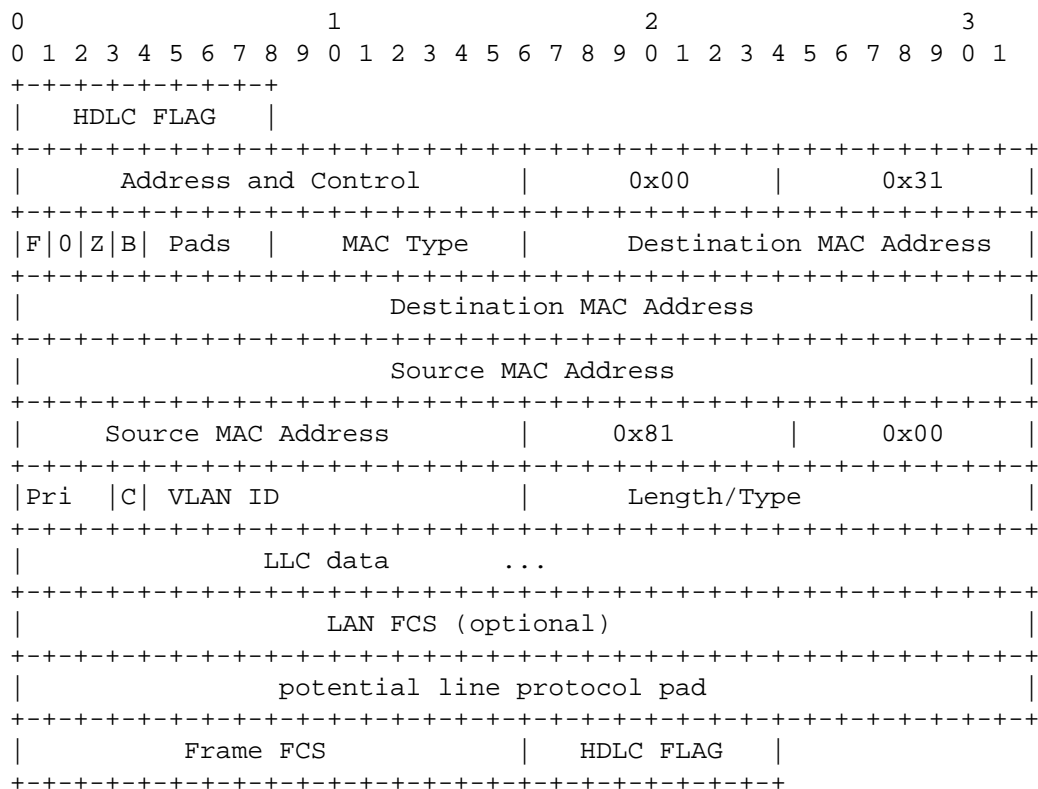 0                   1                   2                   3
0 1 2 3 4 5 6 7 8 9 0 1 2 3 4 5 6 7 8 9 0 1 2 3 4 5 6 7 8 9 0 1
+-+-+-+-+-+-+-+-+
|   HDLC FLAG   |
+-+-+-+-+-+-+-+-+-+-+-+-+-+-+-+-+-+-+-+-+-+-+-+-+-+-+-+-+-+-+-+-+
|      Address and Control      |      0x00     |      0x31     |
+-+-+-+-+-+-+-+-+-+-+-+-+-+-+-+-+-+-+-+-+-+-+-+-+-+-+-+-+-+-+-+-+
|F|0|Z|B| Pads  |    MAC Type   |      Destination MAC Address  |
+-+-+-+-+-+-+-+-+-+-+-+-+-+-+-+-+-+-+-+-+-+-+-+-+-+-+-+-+-+-+-+-+
|                       Destination MAC Address                 |
+-+-+-+-+-+-+-+-+-+-+-+-+-+-+-+-+-+-+-+-+-+-+-+-+-+-+-+-+-+-+-+-+
|                       Source MAC Address                      |
+-+-+-+-+-+-+-+-+-+-+-+-+-+-+-+-+-+-+-+-+-+-+-+-+-+-+-+-+-+-+-+-+
|     Source MAC Address        |     0x81       |     0x00     |
+-+-+-+-+-+-+-+-+-+-+-+-+-+-+-+-+-+-+-+-+-+-+-+-+-+-+-+-+-+-+-+-+
|Pri  |C| VLAN ID               |      Length/Type              |
+-+-+-+-+-+-+-+-+-+-+-+-+-+-+-+-+-+-+-+-+-+-+-+-+-+-+-+-+-+-+-+-+
|               LLC data       ...
+-+-+-+-+-+-+-+-+-+-+-+-+-+-+-+-+-+-+-+-+-+-+-+-+-+-+-+-+-+-+-+-+
|                   LAN FCS (optional)                          |
+-+-+-+-+-+-+-+-+-+-+-+-+-+-+-+-+-+-+-+-+-+-+-+-+-+-+-+-+-+-+-+-+
|                potential line protocol pad                    |
+-+-+-+-+-+-+-+-+-+-+-+-+-+-+-+-+-+-+-+-+-+-+-+-+-+-+-+-+-+-+-+-+
|          Frame FCS            |   HDLC FLAG   |
+-+-+-+-+-+-+-+-+-+-+-+-+-+-+-+-+-+-+-+-+-+-+-+-+